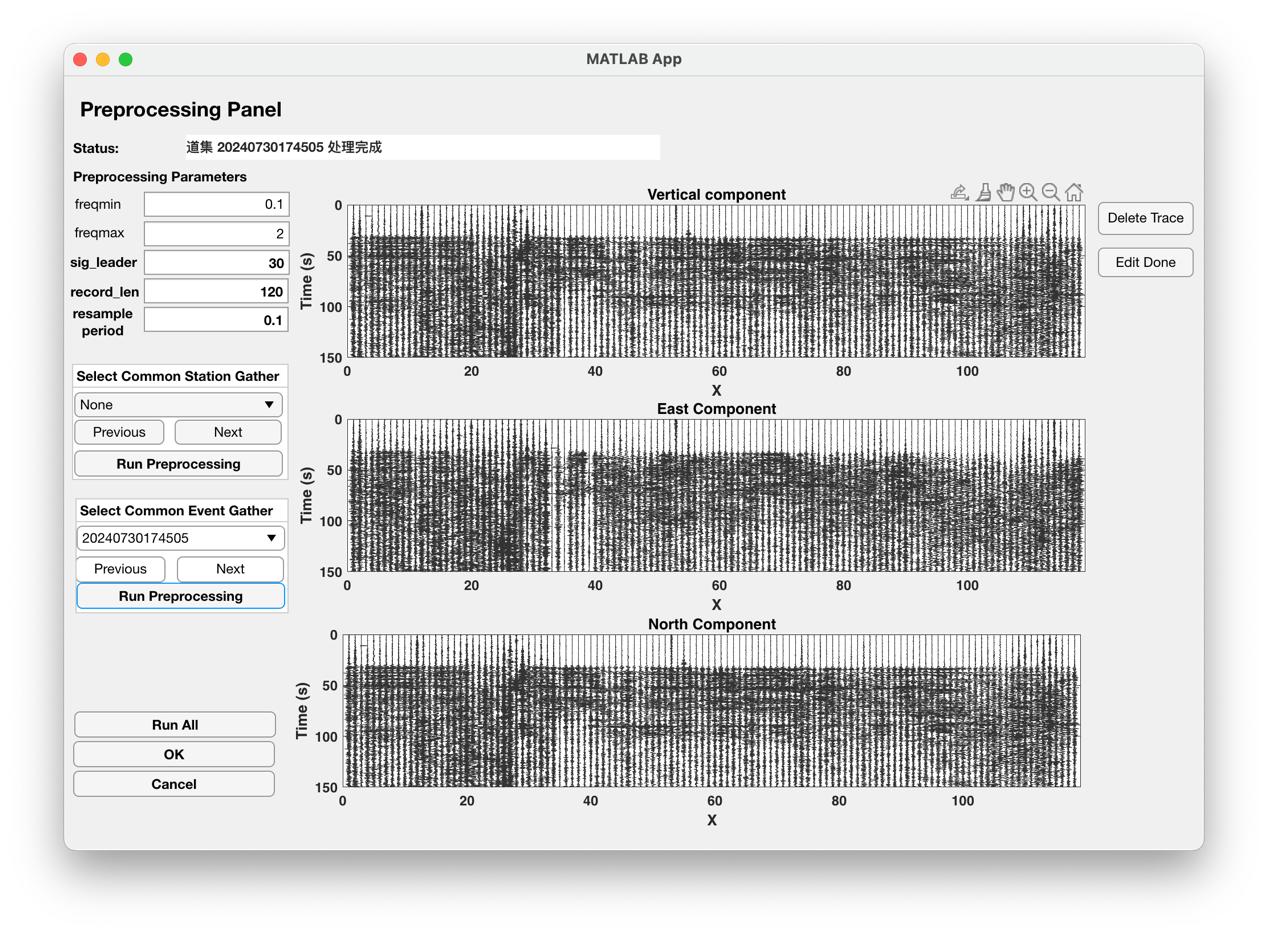 MATLAB App
Preprocessing Panel
Status:
道集 20240730174505 处理完成
Preprocessing Parameters
freqmin
0.1
freqmax
2
sig_leader
30
record_len
120
resample
period
0.1
Select Common Station Gather
None
Previous
Next
Run Preprocessing
Select Common Event Gather
20240730174505
Previous
Next
Run Preprocessing
Run All
OK
Cancel
Vertical component
Time (s)
0
50
100
150
0 20 40 60 80 100
X
East Component
Time (s)
0
50
100
150
0 20 40 60 80 100
X
North Component
Time (s)
0
50
100
150
0 20 40 60 80 100
X
Delete Trace
Edit Done